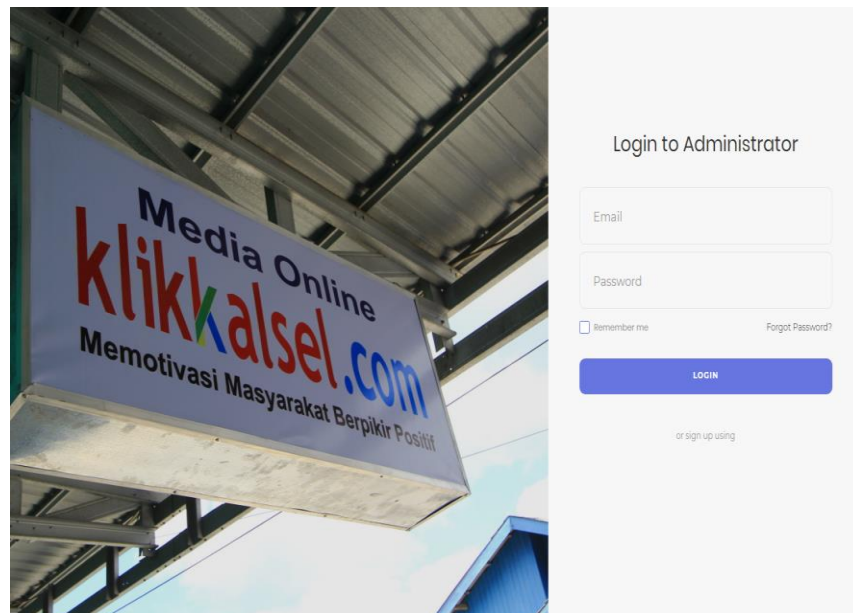 Media Online
klikkalsel.com
Memotivasi Masyarakat Berpikir Positif
Login to Administrator
Email
Password
Remember me
Forgot Password?
LOGIN
or sign up using